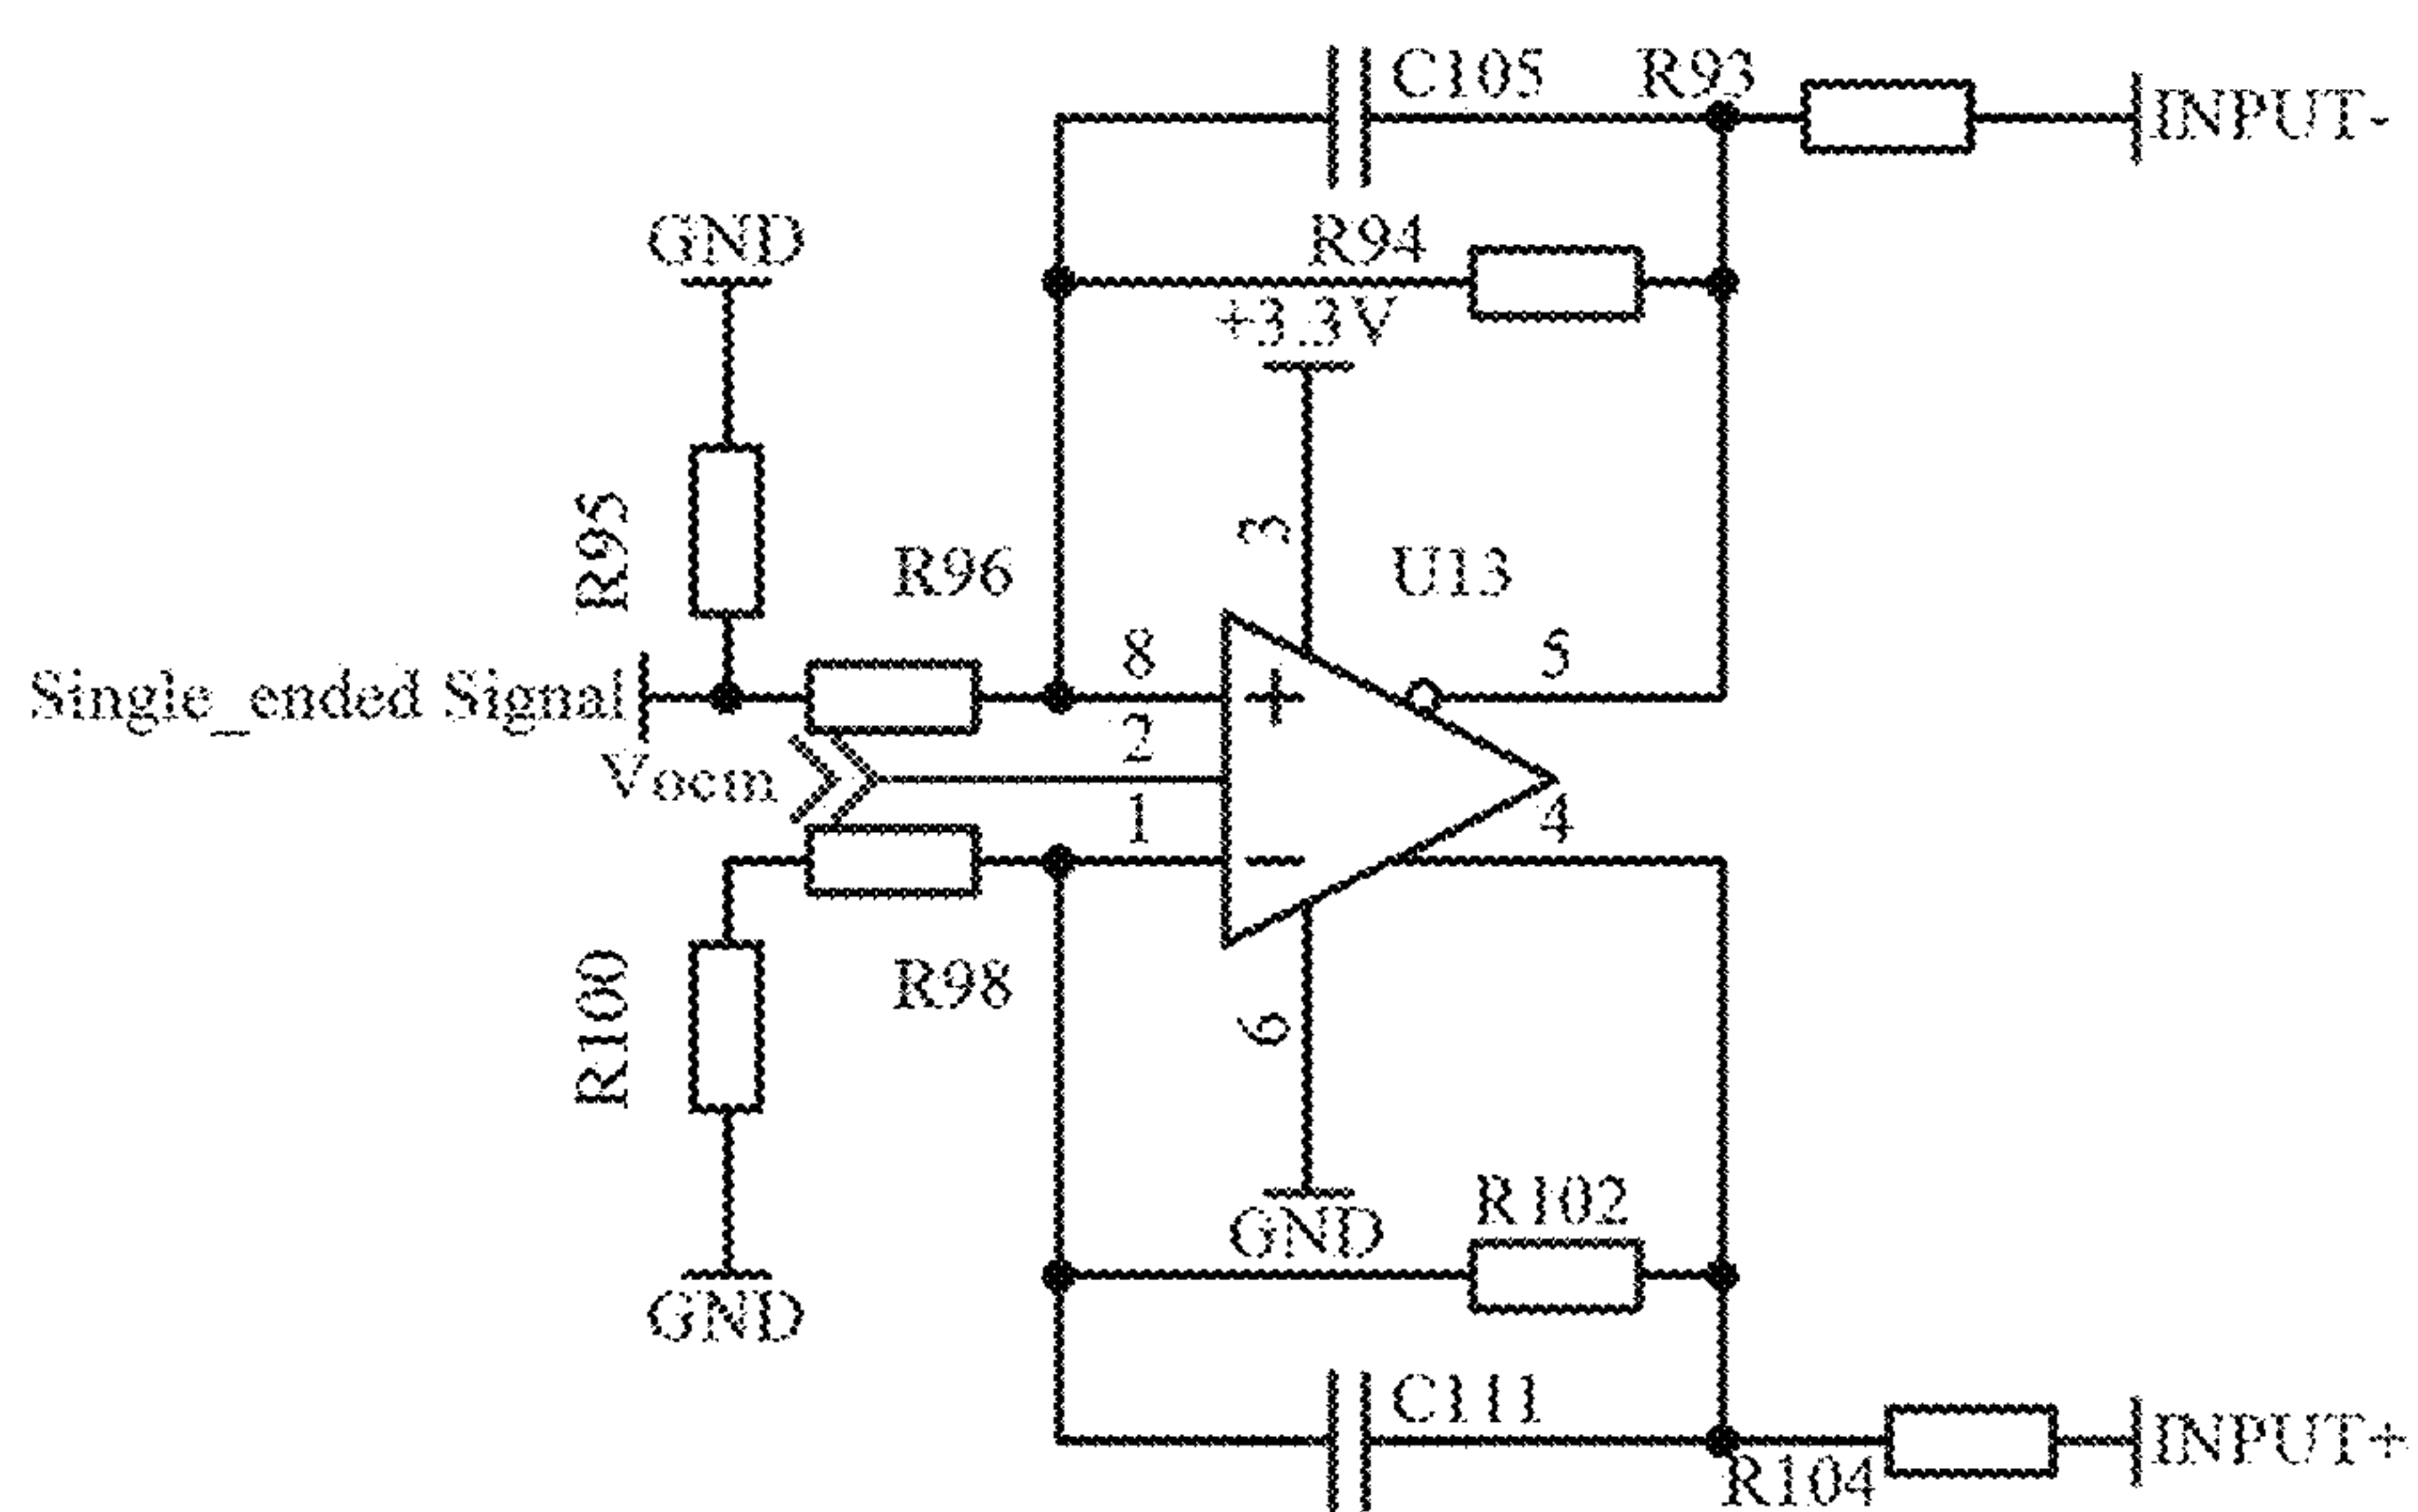 C105
R93
INPUT-
GND
R94
+3.3V
R95
R96
3
U13
8
5
Single_ended Signal
2
Vocm
1
4
R100
R98
6
R102
GND
GND
C111
INPUT+
R104